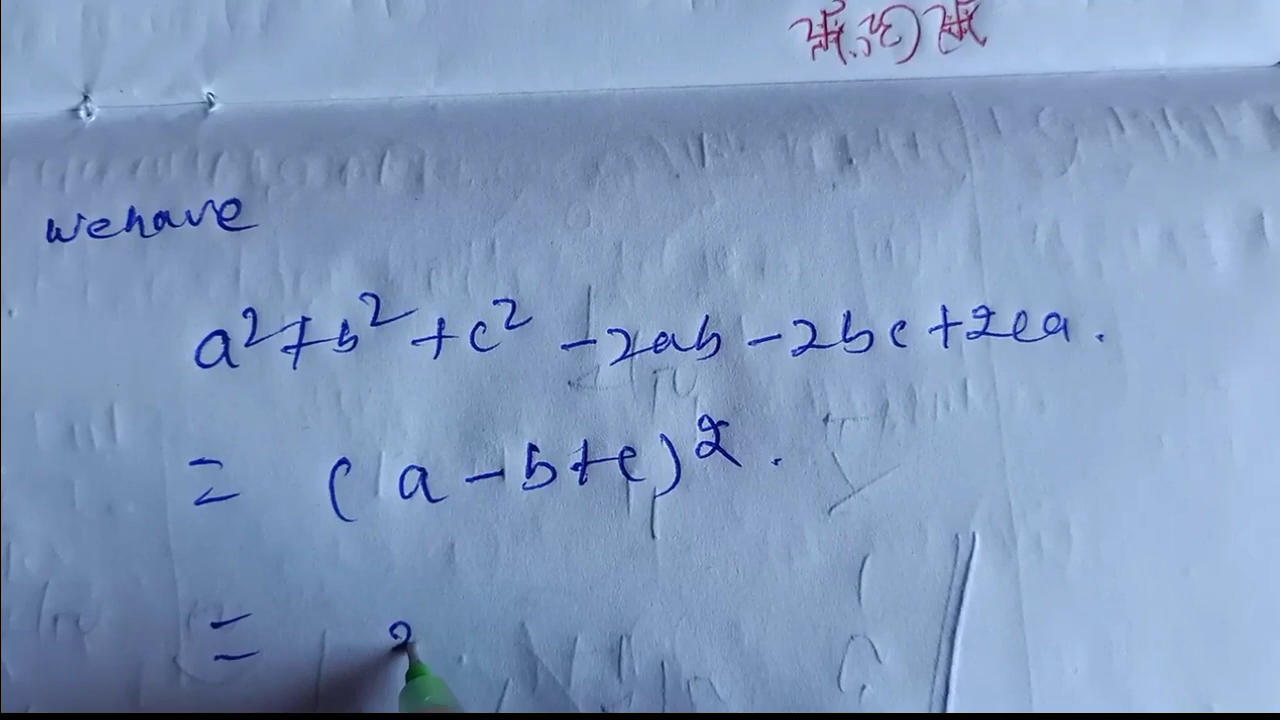 we have
a² + b² + c² - 2ab - 2bc + 2ca.
= (a - b + c)².
=